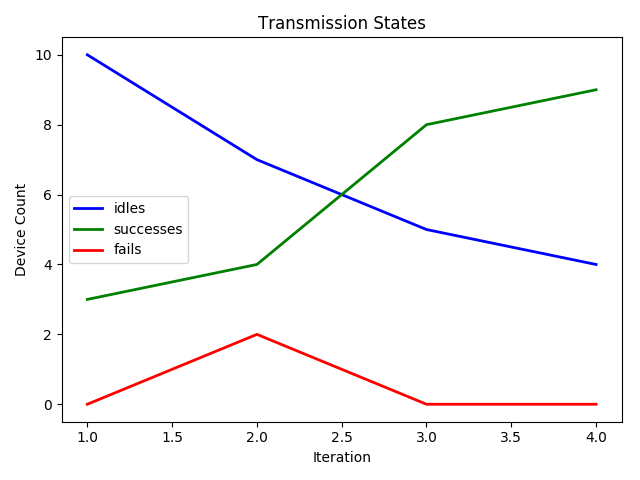 Transmission States
Device Count
10
8
6
4
2
0
idles
successes
fails
1.0 1.5 2.0 2.5 3.0 3.5 4.0
Iteration